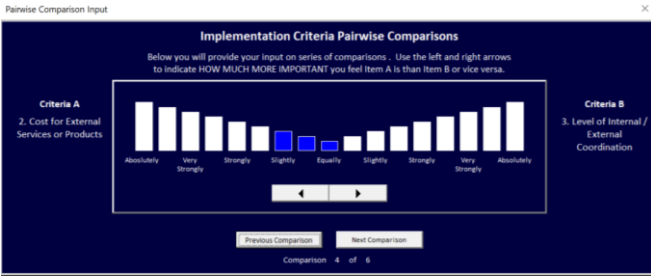 Pairwise Comparison Input
Implementation Criteria Pairwise Comparisons
Below you will provide your input on series of comparisons . Use the left and right arrows
to indicate HOW MUCH MORE IMPORTANT you feel Item A is than Item B or vice versa.
Criteria A
2. Cost for External
Services or Products
Criteria B
3. Level of Internal /
External
Coordination
Aboslutely Very Strongly Strongly Slightly Equally Slightly Strongly Very Strongly Absolutely
Previous Comparison Next Comparison
Comparison 4 of 6